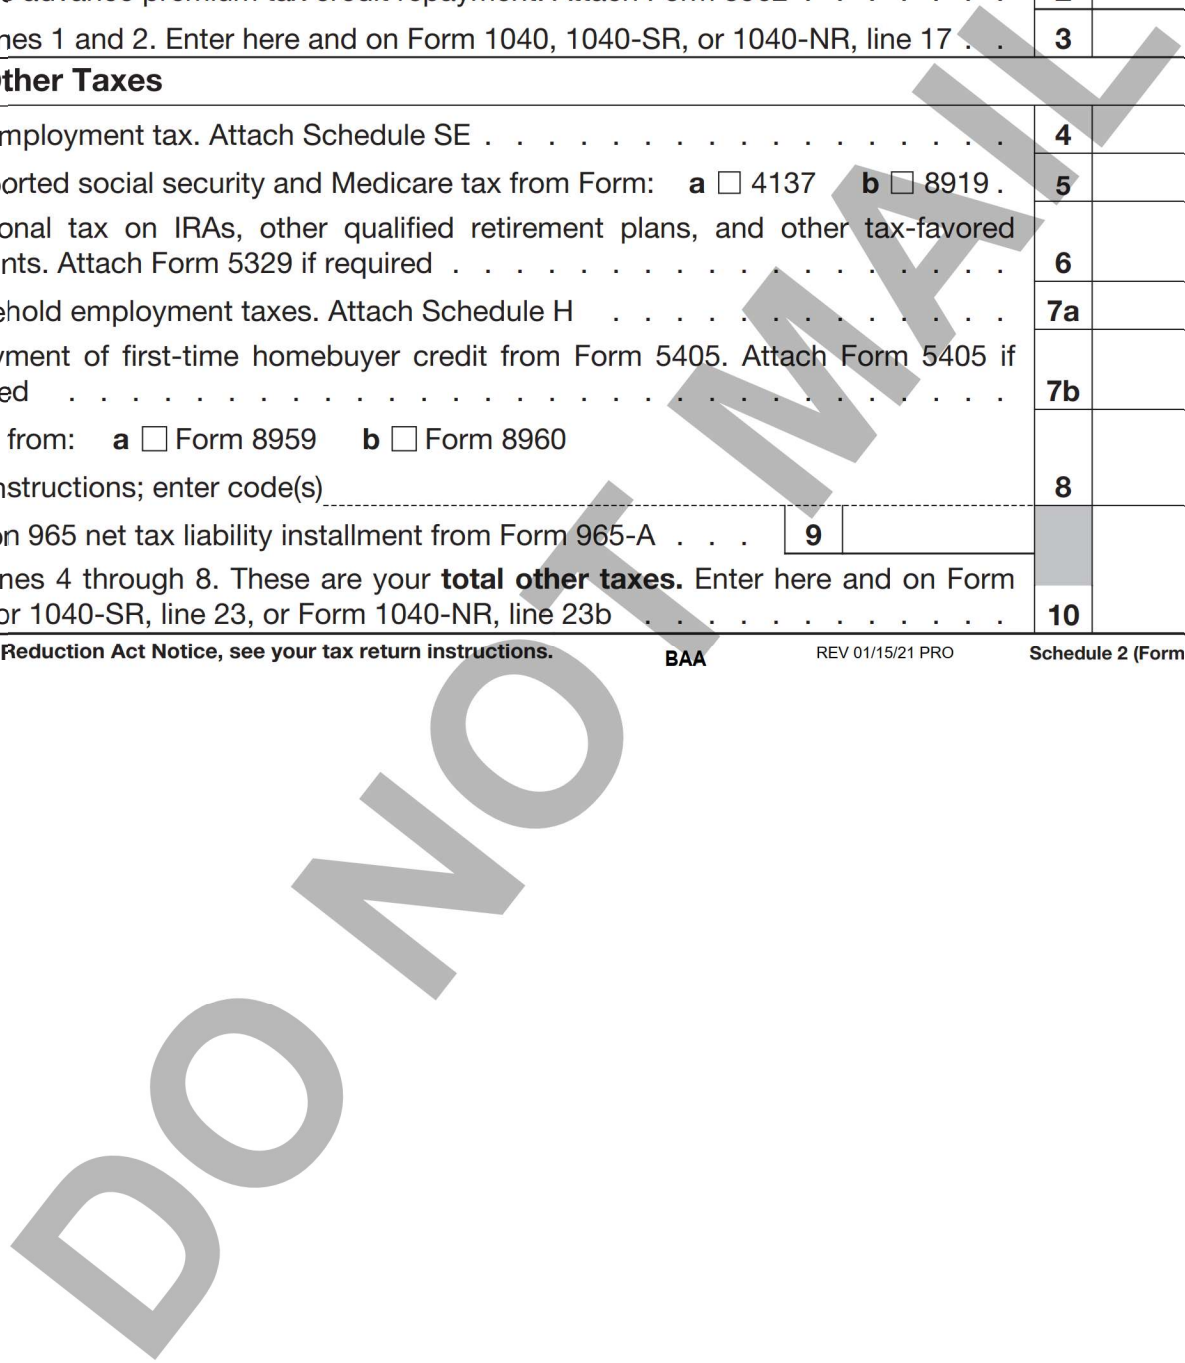 nes 1 and 2. Enter here and on Form 1040, 1040-SR, or 1040-NR, line 17 . . 3
ther Taxes
mployment tax. Attach Schedule SE . . . . . . . . . . . . . . . . . 4
orted social security and Medicare tax from Form: a ☐ 4137 b ☐ 8919 . 5
onal tax on IRAs, other qualified retirement plans, and other tax-favored
nts. Attach Form 5329 if required . . . . . . . . . . . . . . . . . . 6
ehold employment taxes. Attach Schedule H . . . . . . . . . . . . . 7a
yment of first-time homebuyer credit from Form 5405. Attach Form 5405 if
ed . . . . . . . . . . . . . . . . . . . . . . . . . . . . . . 7b
from: a ☐ Form 8959 b ☐ Form 8960
nstructions; enter code(s) 8
on 965 net tax liability installment from Form 965-A . . . 9
nes 4 through 8. These are your total other taxes. Enter here and on Form
or 1040-SR, line 23, or Form 1040-NR, line 23b . . . . . . . . . . . . 10
Reduction Act Notice, see your tax return instructions. BAA REV 01/15/21 PRO Schedule 2 (Form
DO NOT MAIL